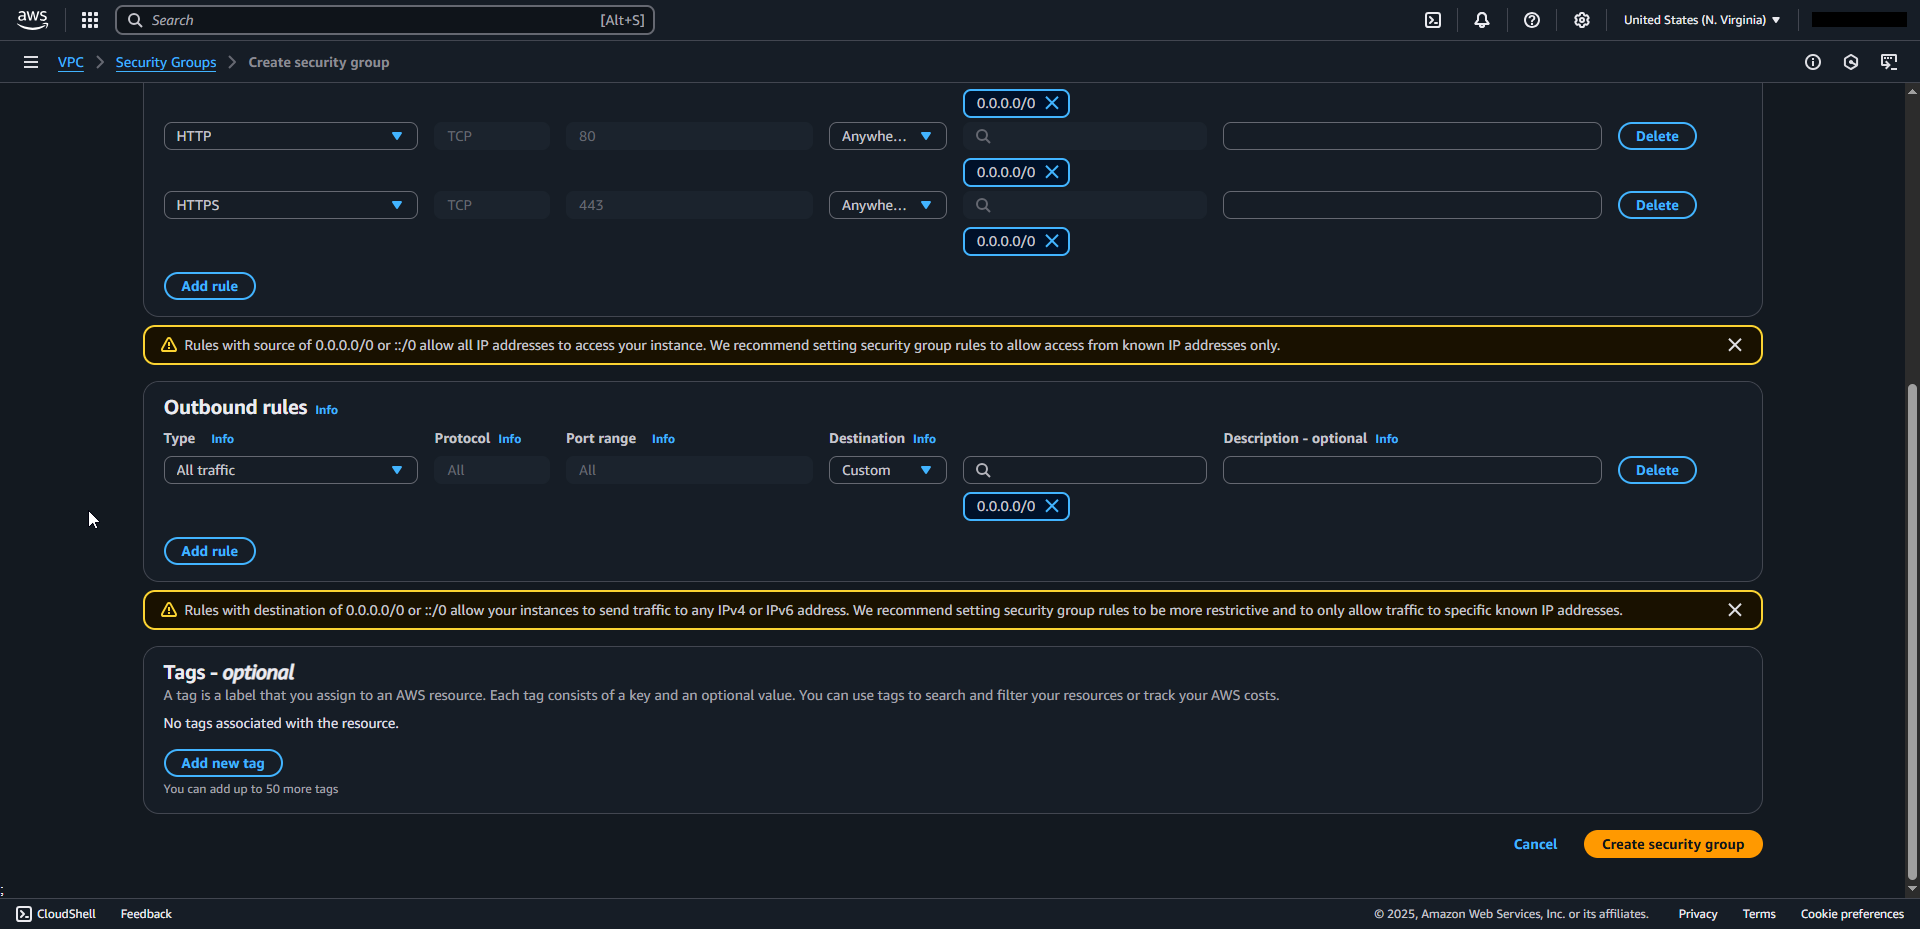 aws Search [Alt+S] United States (N. Virginia)
VPC Security Groups Create security group
0.0.0.0/0
HTTP TCP 80 Anywhe... Delete
0.0.0.0/0
HTTPS TCP 443 Anywhe... Delete
0.0.0.0/0
Add rule
Rules with source of 0.0.0.0/0 or ::/0 allow all IP addresses to access your instance. We recommend setting security group rules to allow access from known IP addresses only.
Outbound rules Info
Type Info Protocol Info Port range Info Destination Info Description - optional Info
All traffic All All Custom Delete
0.0.0.0/0
Add rule
Rules with destination of 0.0.0.0/0 or ::/0 allow your instances to send traffic to any IPv4 or IPv6 address. We recommend setting security group rules to be more restrictive and to only allow traffic to specific known IP addresses.
Tags - optional
A tag is a label that you assign to an AWS resource. Each tag consists of a key and an optional value. You can use tags to search and filter your resources or track your AWS costs.
No tags associated with the resource.
Add new tag
You can add up to 50 more tags
Cancel Create security group
;
CloudShell Feedback © 2025, Amazon Web Services, Inc. or its affiliates. Privacy Terms Cookie preferences